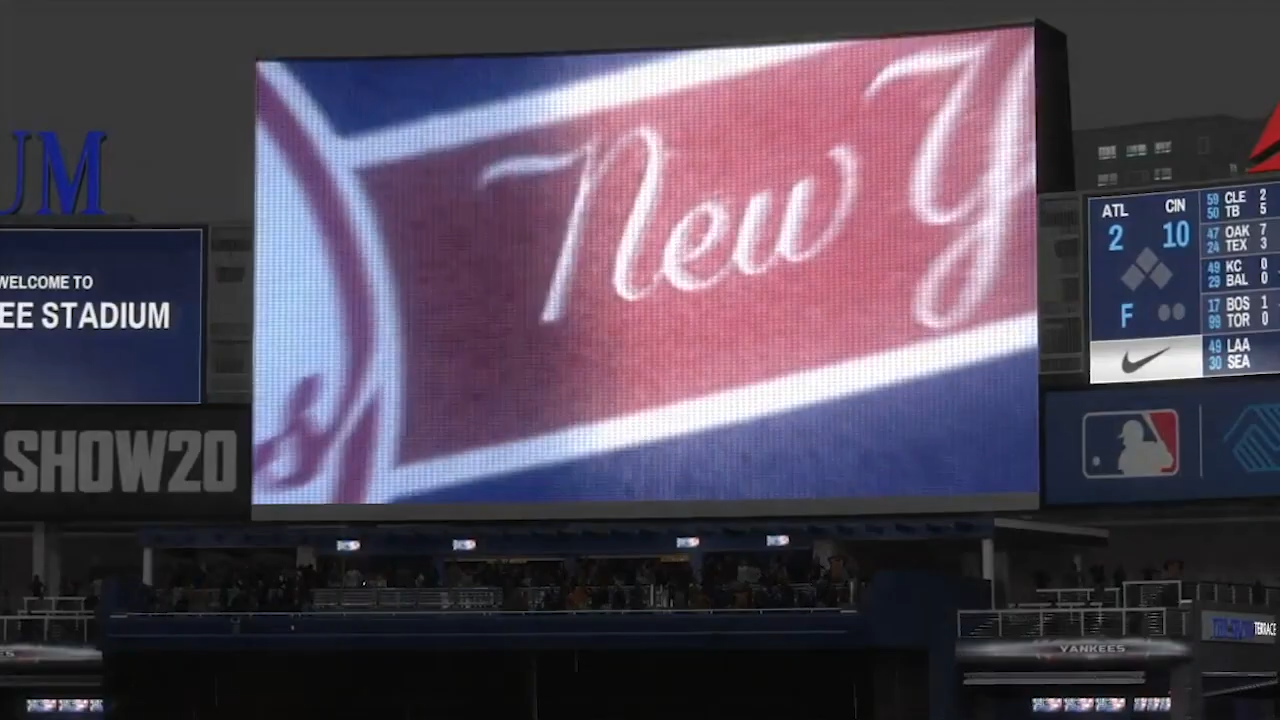 UM
WELCOME TO
EE STADIUM
SHOW20
New Y
ATL CIN
2 10
F
59 CLE 2
50 TB 5
47 OAK 7
24 TEX 3
49 KC 0
29 BAL 0
17 BOS 1
99 TOR 0
49 LAA
30 SEA
TERRACE
YANKEES